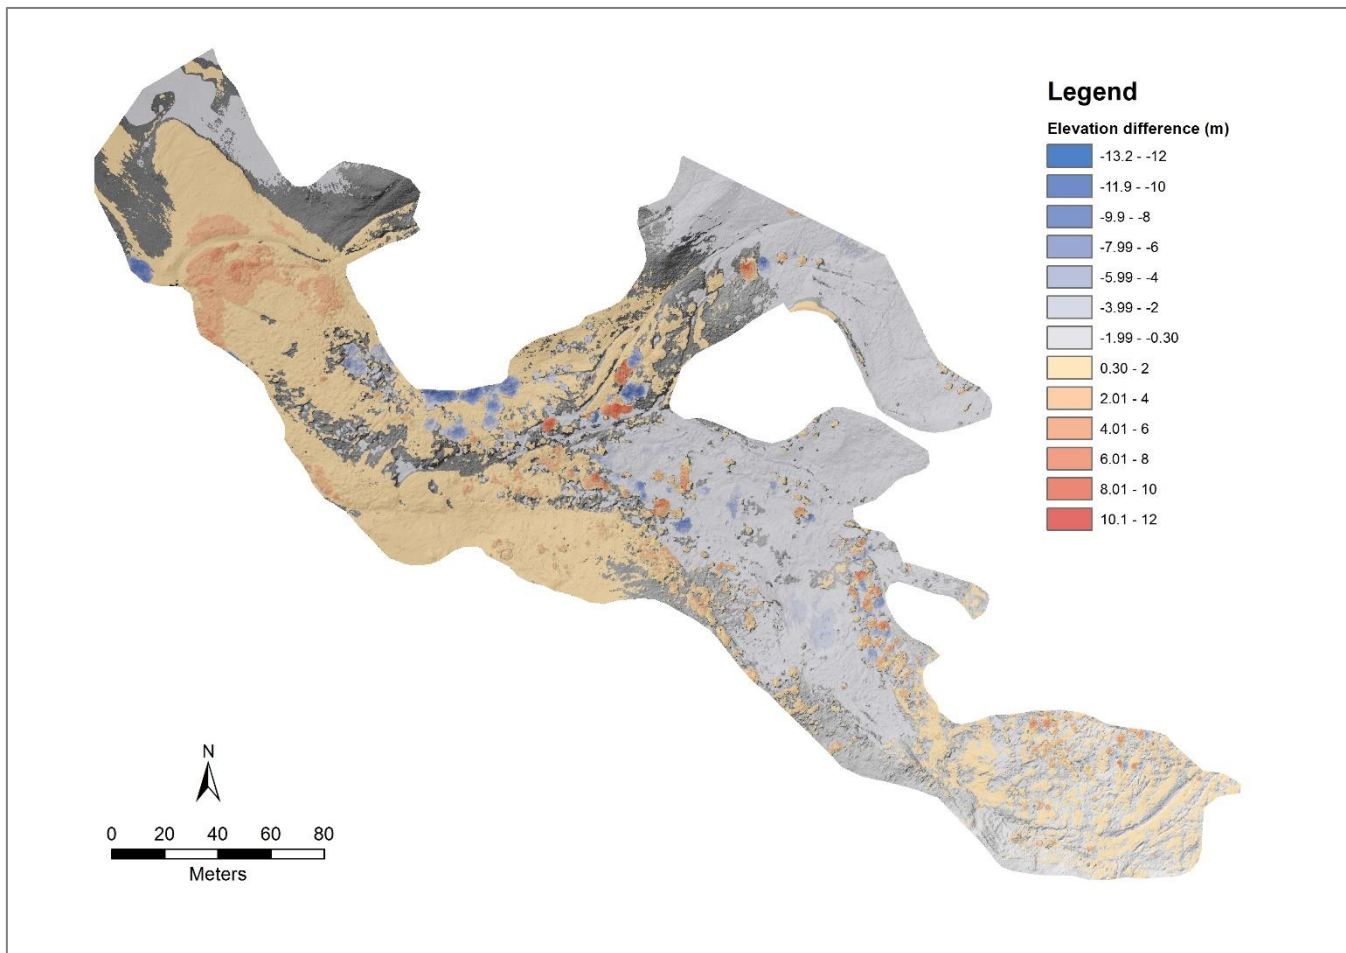 Legend
Elevation difference (m)
-13.2 - -12
-11.9 - -10
-9.9 - -8
-7.99 - -6
-5.99 - -4
-3.99 - -2
-1.99 - -0.30
0.30 - 2
2.01 - 4
4.01 - 6
6.01 - 8
8.01 - 10
10.1 - 12
N
0 20 40 60 80
Meters